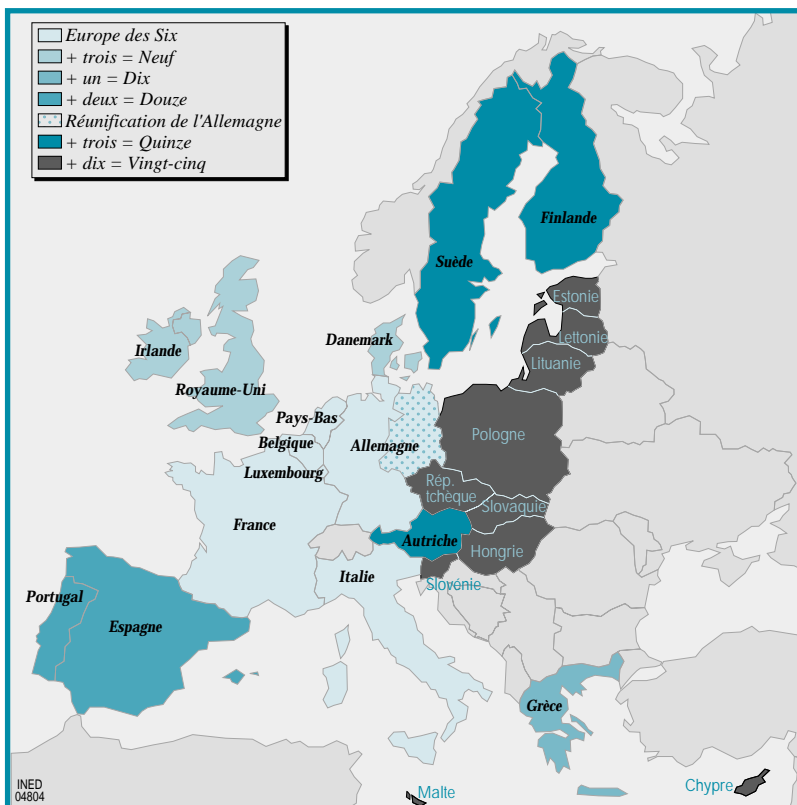 Europe des Six
+ trois = Neuf
+ un = Dix
+ deux = Douze
Réunification de l'Allemagne
+ trois = Quinze
+ dix = Vingt-cinq
Finlande
Suède
Estonie
Lettonie
Lituanie
Danemark
Irlande
Royaume-Uni
Pays-Bas
Belgique
Allemagne
Luxembourg
Pologne
Rép.
tchèque
Slovaquie
France
Autriche
Hongrie
Italie
Slovénie
Portugal
Espagne
Grèce
INED
04804
Malte
Chypre